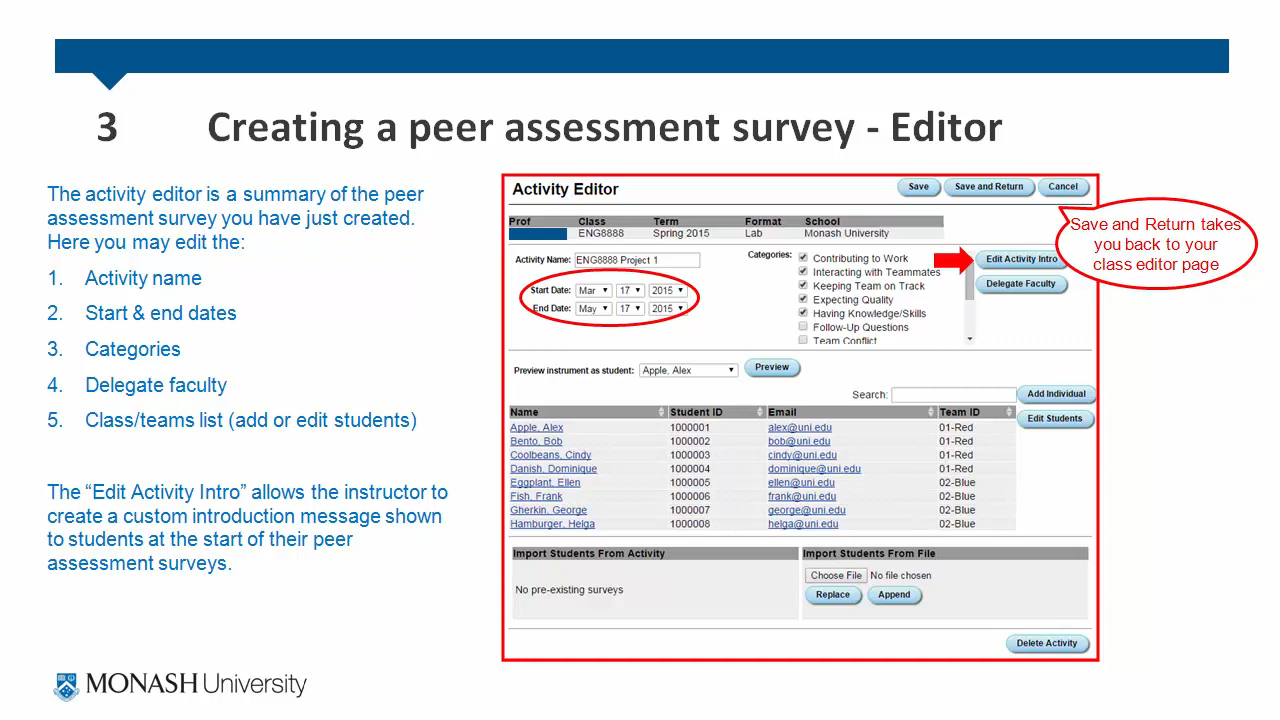 3 Creating a peer assessment survey - Editor
The activity editor is a summary of the peer
assessment survey you have just created.
Here you may edit the:
1. Activity name
2. Start & end dates
3. Categories
4. Delegate faculty
5. Class/teams list (add or edit students)
The “Edit Activity Intro” allows the instructor to
create a custom introduction message shown
to students at the start of their peer
assessment surveys.
Activity Editor
Save Save and Return Cancel
Prof Class Term Format School
ENG8888 Spring 2015 Lab Monash University
Activity Name: ENG8888 Project 1
Start Date: Mar 17 2015
End Date: May 17 2015
Categories:
Contributing to Work
Interacting with Teammates
Keeping Team on Track
Expecting Quality
Having Knowledge/Skills
Follow-Up Questions
Team Conflict
Edit Activity Intro
Delegate Faculty
Save and Return takes
you back to your
class editor page
Preview instrument as student: Apple, Alex Preview
Search: Add Individual
Edit Students
Name Student ID Email Team ID
Apple, Alex 1000001 alex@uni.edu 01-Red
Bento, Bob 1000002 bob@uni.edu 01-Red
Coolbeans, Cindy 1000003 cindy@uni.edu 01-Red
Danish, Dominique 1000004 dominique@uni.edu 01-Red
Eggplant, Ellen 1000005 ellen@uni.edu 02-Blue
Fish, Frank 1000006 frank@uni.edu 02-Blue
Gherkin, George 1000007 george@uni.edu 02-Blue
Hamburger, Helga 1000008 helga@uni.edu 02-Blue
Import Students From Activity
No pre-existing surveys
Import Students From File
Choose File No file chosen
Replace Append
Delete Activity
MONASH University